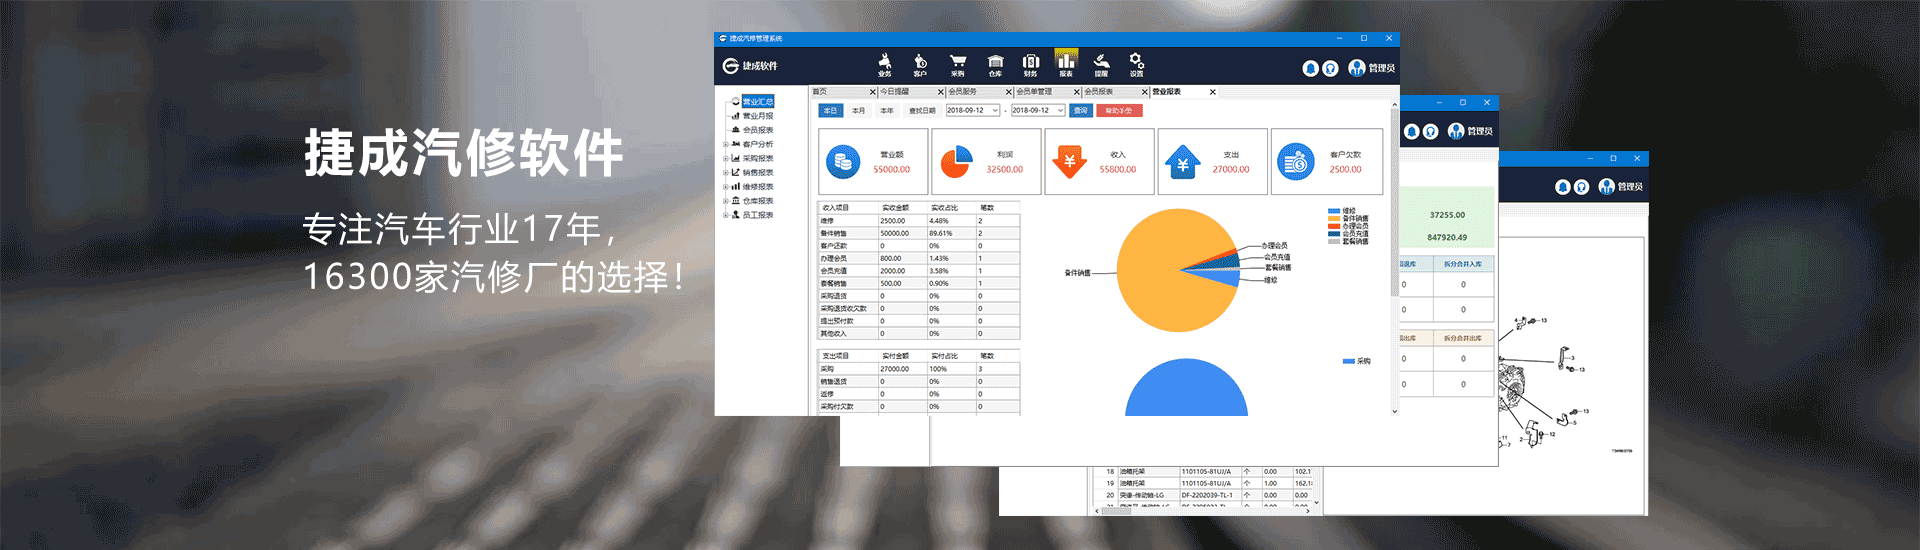 捷成汽修软件
专注汽车行业17年，
16300家汽修厂的选择！
捷成汽修管理系统
捷成软件
业务 客户 采购 仓库 财务 报表 提醒 设置
管理员
首页 今日提醒 会员服务 会员单管理 会员报表 营业报表
本日 本月 本年 查找日期 2018-09-12 - 2018-09-12 查询 帮助手册
营业汇总
营业月报
会员报表
客户分析
采购报表
销售报表
维修报表
仓库报表
员工报表
营业额 55000.00
利润 32500.00
收入 55800.00
支出 27000.00
客户欠款 2500.00
收入项目 实收金额 实收占比 笔数
维修 2500.00 4.48% 2
备件销售 50000.00 89.61% 2
客户还款 0 0% 0
办理会员 800.00 1.43% 1
会员充值 2000.00 3.58% 1
套餐销售 500.00 0.90% 1
采购退货 0 0% 0
采购退货收欠款 0 0% 0
提出预付款 0 0% 0
其他收入 0 0% 0
支出项目 实付金额 实付占比 笔数
采购 27000.00 100% 3
销售退货 0 0% 0
返修 0 0% 0
采购付欠款 0 0% 0
备件销售
办理会员
会员充值
套餐销售
维修
维修
备件销售
办理会员
会员充值
套餐销售
采购
管理员
37255.00
847920.49
退库 拆分合并入库
0 0
0 0
出库 拆分合并出库
0 0
0 0
管理员
4 13
3
13
13
5
2 12
11
7
18 油箱托架 1101105-81UJ/A 个 0.00 102.1
19 油箱托架 1101105-81UJ/A 个 1.00 162.1
20 突缘-传动轴-LG DF-2202039-TL-1 个 0.00 0.00